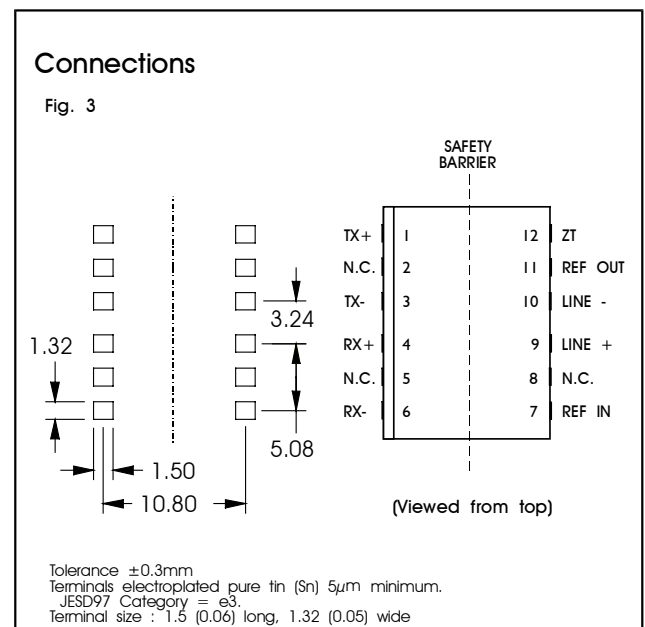 Connections
Fig. 3
SAFETY
BARRIER
TX+ 1 12 ZT
N.C. 2 11 REF OUT
TX- 3 10 LINE -
3.24
RX+ 4 9 LINE +
1.32
N.C. 5 8 N.C.
RX- 6 7 REF IN
5.08
1.50
10.80
(Viewed from top)
Tolerance ±0.3mm
Terminals electroplated pure tin (Sn) 5µm minimum.
JESD97 Category = e3.
Terminal size : 1.5 (0.06) long, 1.32 (0.05) wide